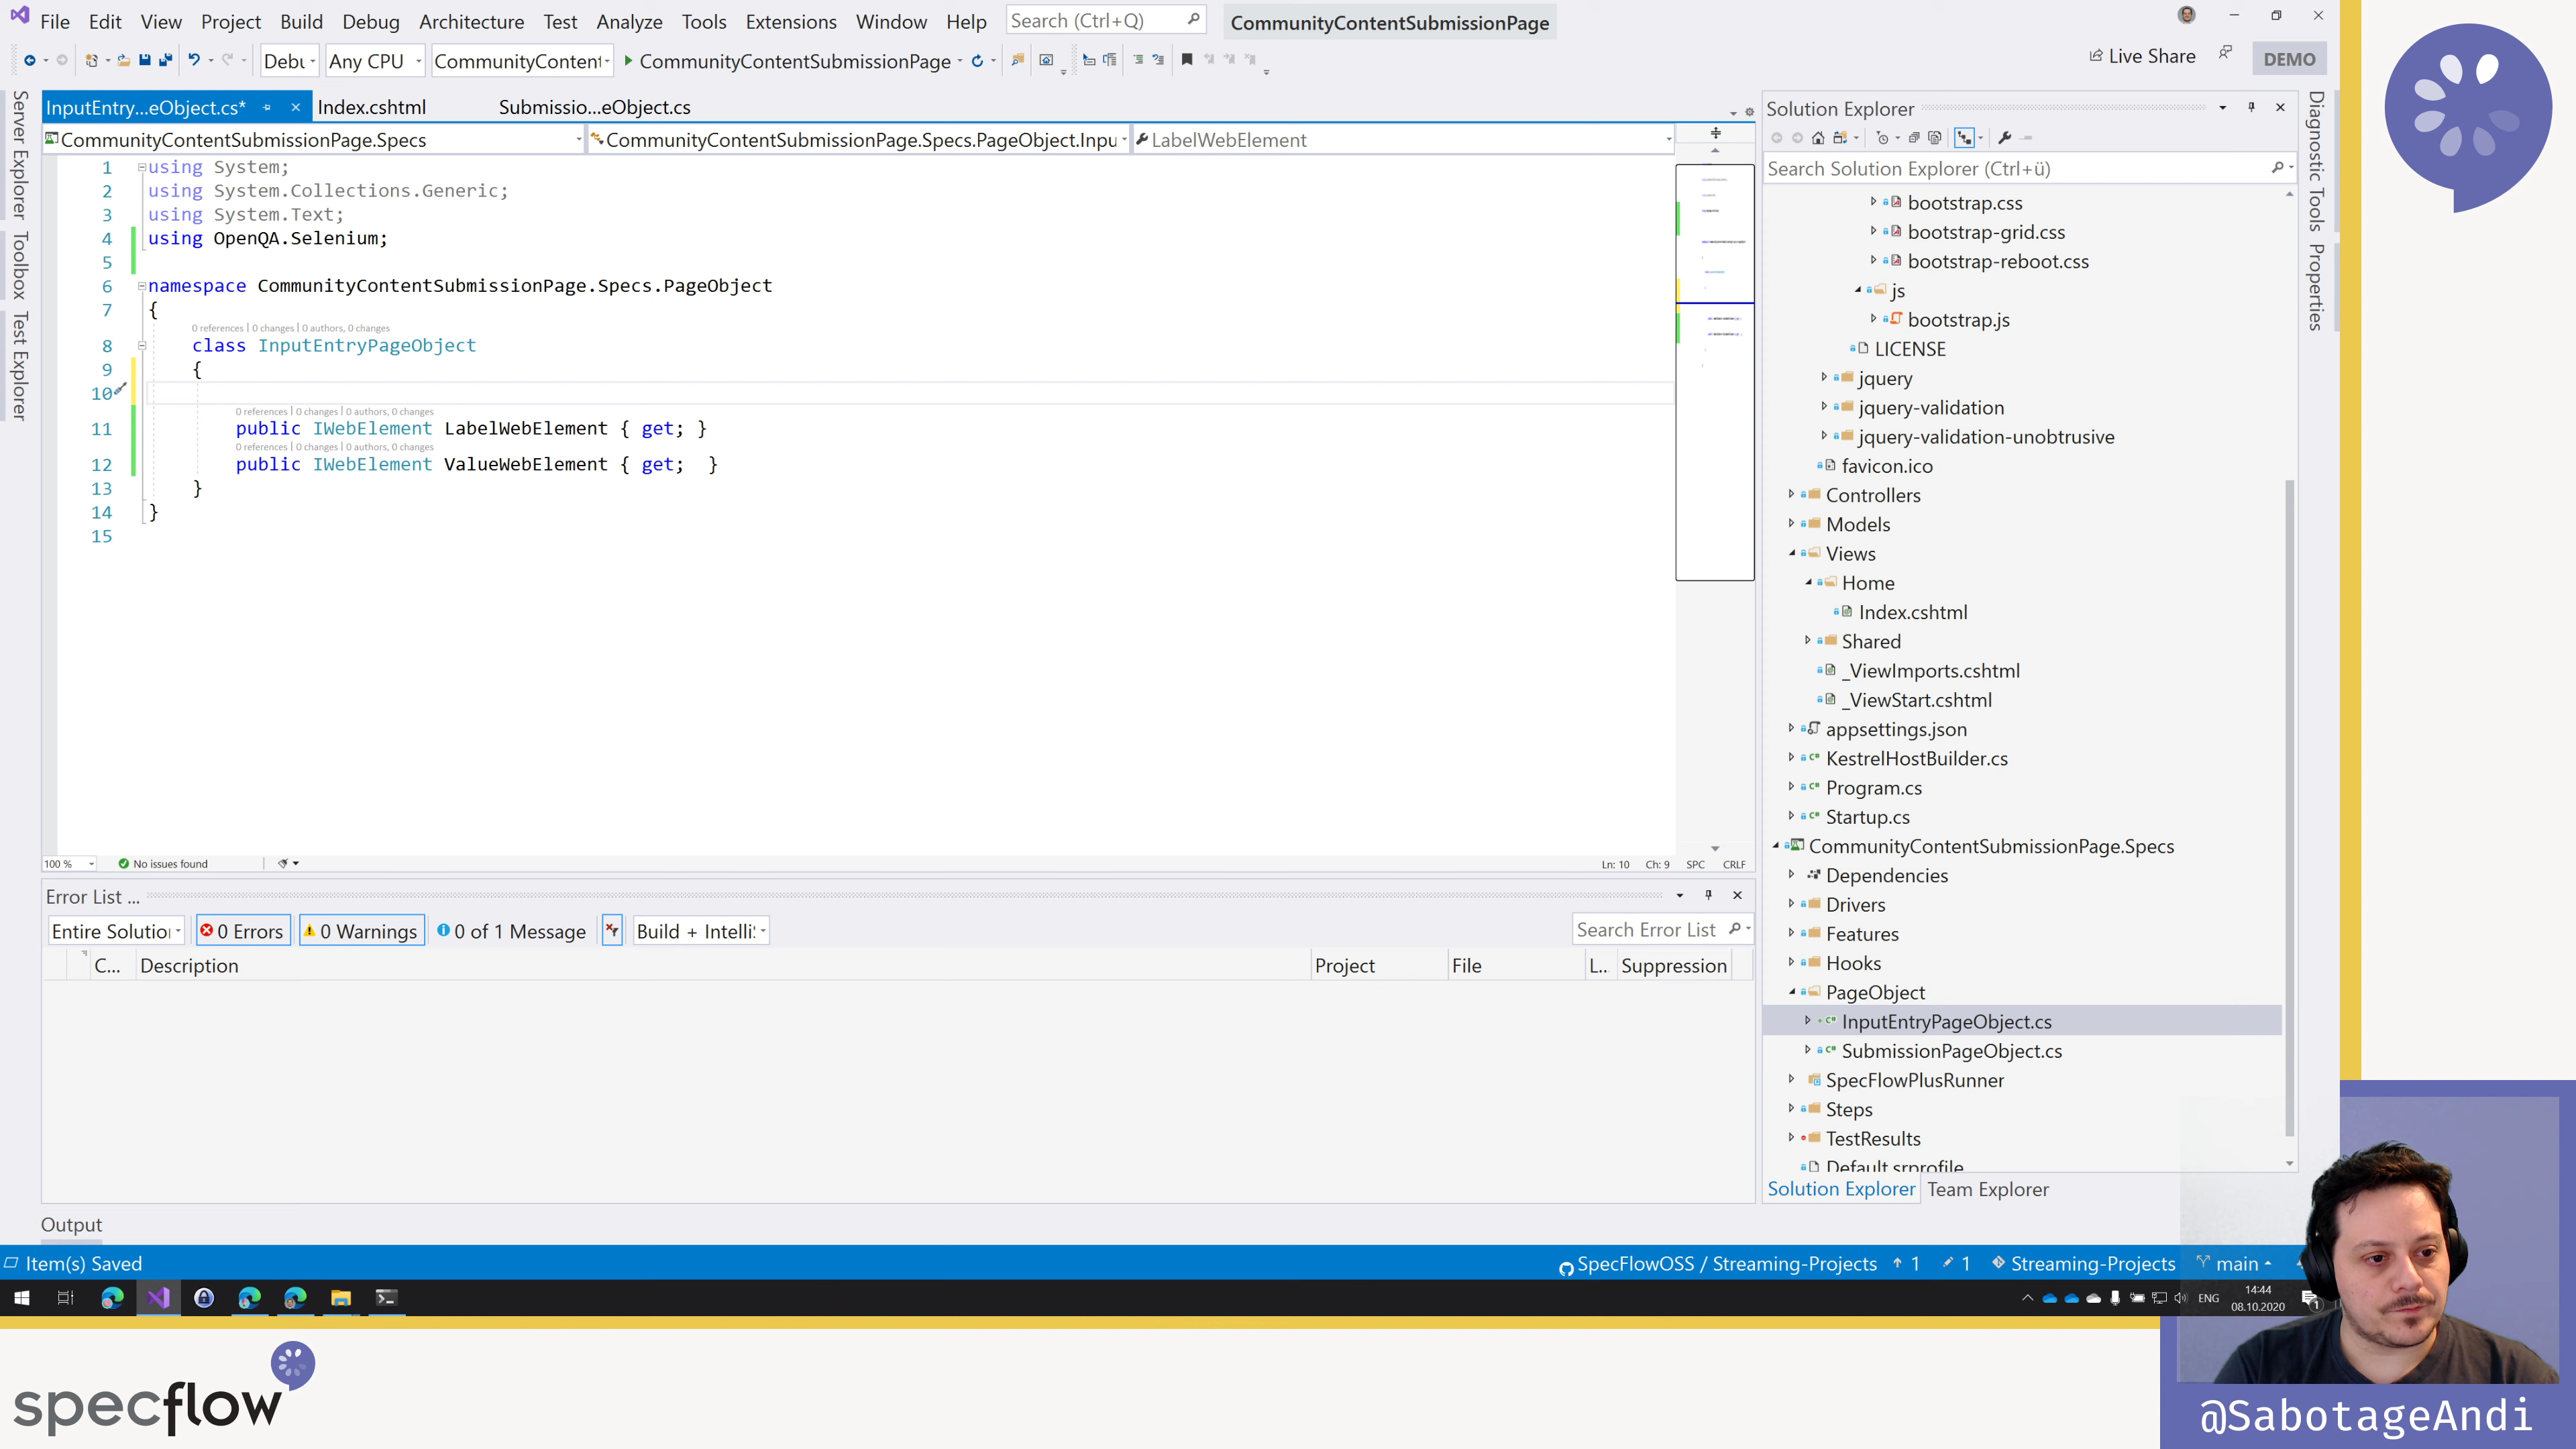 File Edit View Project Build Debug Architecture Test Analyze Tools Extensions Window Help Search (Ctrl+Q) CommunityContentSubmissionPage
Any CPU CommunityContent CommunityContentSubmissionPage Live Share DEMO
InputEntry...eObject.cs* Index.cshtml Submissio...eObject.cs
CommunityContentSubmissionPage.Specs CommunityContentSubmissionPage.Specs.PageObject.Inpu LabelWebElement
Server Explorer
Toolbox
Test Explorer
1 using System;
2 using System.Collections.Generic;
3 using System.Text;
4 using OpenQA.Selenium;
5
6 namespace CommunityContentSubmissionPage.Specs.PageObject
7 {
0 references | 0 changes | 0 authors, 0 changes
8 class InputEntryPageObject
9 {
10
0 references | 0 changes | 0 authors, 0 changes
11 public IWebElement LabelWebElement { get; }
0 references | 0 changes | 0 authors, 0 changes
12 public IWebElement ValueWebElement { get;  }
13 }
14 }
15
100 % No issues found Ln: 10 Ch: 9 SPC CRLF
Error List ...
Entire Solutio 0 Errors 0 Warnings 0 of 1 Message Build + Intelli Search Error List
C... Description Project File L.. Suppression
Output
Solution Explorer
Search Solution Explorer (Ctrl+ü)
bootstrap.css
bootstrap-grid.css
bootstrap-reboot.css
js
bootstrap.js
LICENSE
jquery
jquery-validation
jquery-validation-unobtrusive
favicon.ico
Controllers
Models
Views
Home
Index.cshtml
Shared
_ViewImports.cshtml
_ViewStart.cshtml
appsettings.json
KestrelHostBuilder.cs
Program.cs
Startup.cs
CommunityContentSubmissionPage.Specs
Dependencies
Drivers
Features
Hooks
PageObject
InputEntryPageObject.cs
SubmissionPageObject.cs
SpecFlowPlusRunner
Steps
TestResults
Default.srprofile
Solution Explorer Team Explorer
Diagnostic Tools
Properties
Item(s) Saved SpecFlowOSS / Streaming-Projects 1 1 Streaming-Projects main
ENG 14:44
08.10.2020 1
specflow
@SabotageAndi